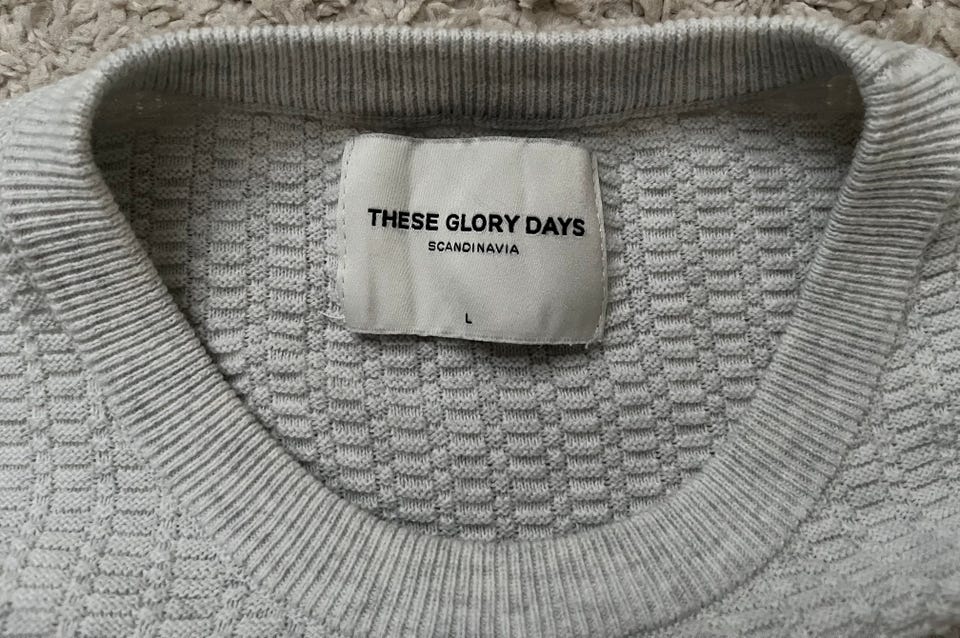 THESE GLORY DAYS
SCANDINAVIA
L